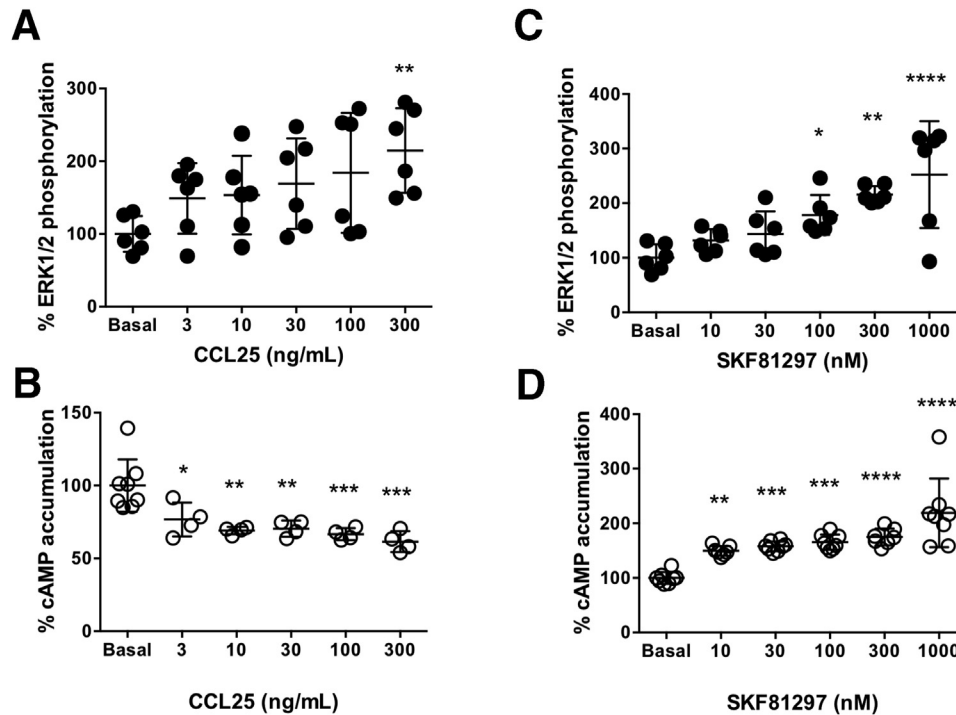 A
% ERK1/2 phosphorylation
300
200
100
0
**
Basal 3 10 30 100 300
CCL25 (ng/mL)
B
% cAMP accumulation
150
100
50
0
* ** ** *** ***
Basal 3 10 30 100 300
CCL25 (ng/mL)
C
% ERK1/2 phosphorylation
400
300
200
100
0
* ** ****
Basal 10 30 100 300 1000
SKF81297 (nM)
D
% cAMP accumulation
400
300
200
100
0
** *** *** **** ****
Basal 10 30 100 300 1000
SKF81297 (nM)